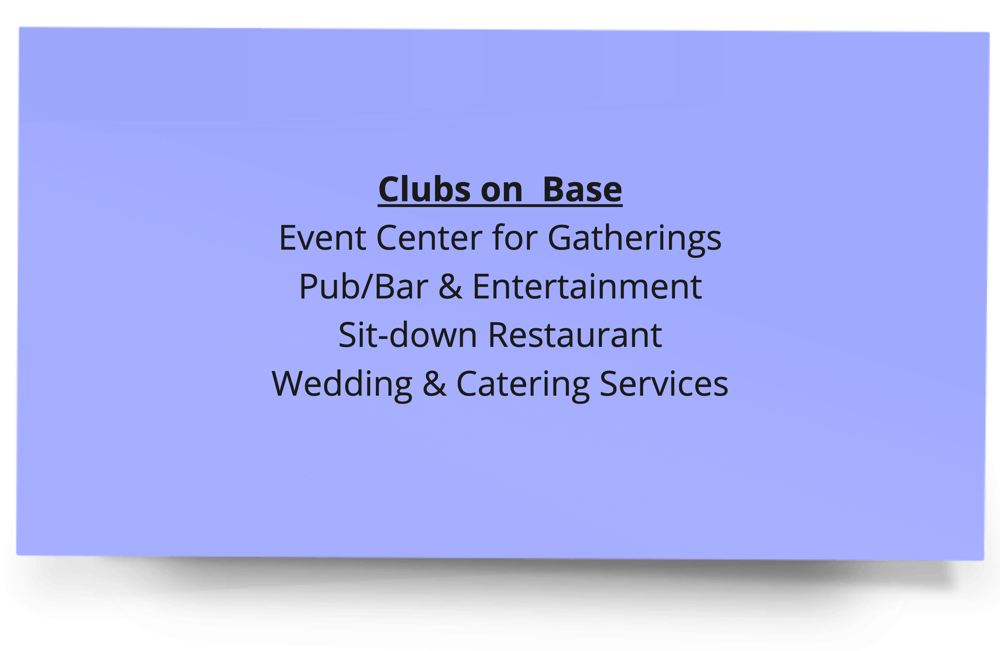 Clubs on  Base
Event Center for Gatherings
Pub/Bar & Entertainment
Sit-down Restaurant
Wedding & Catering Services